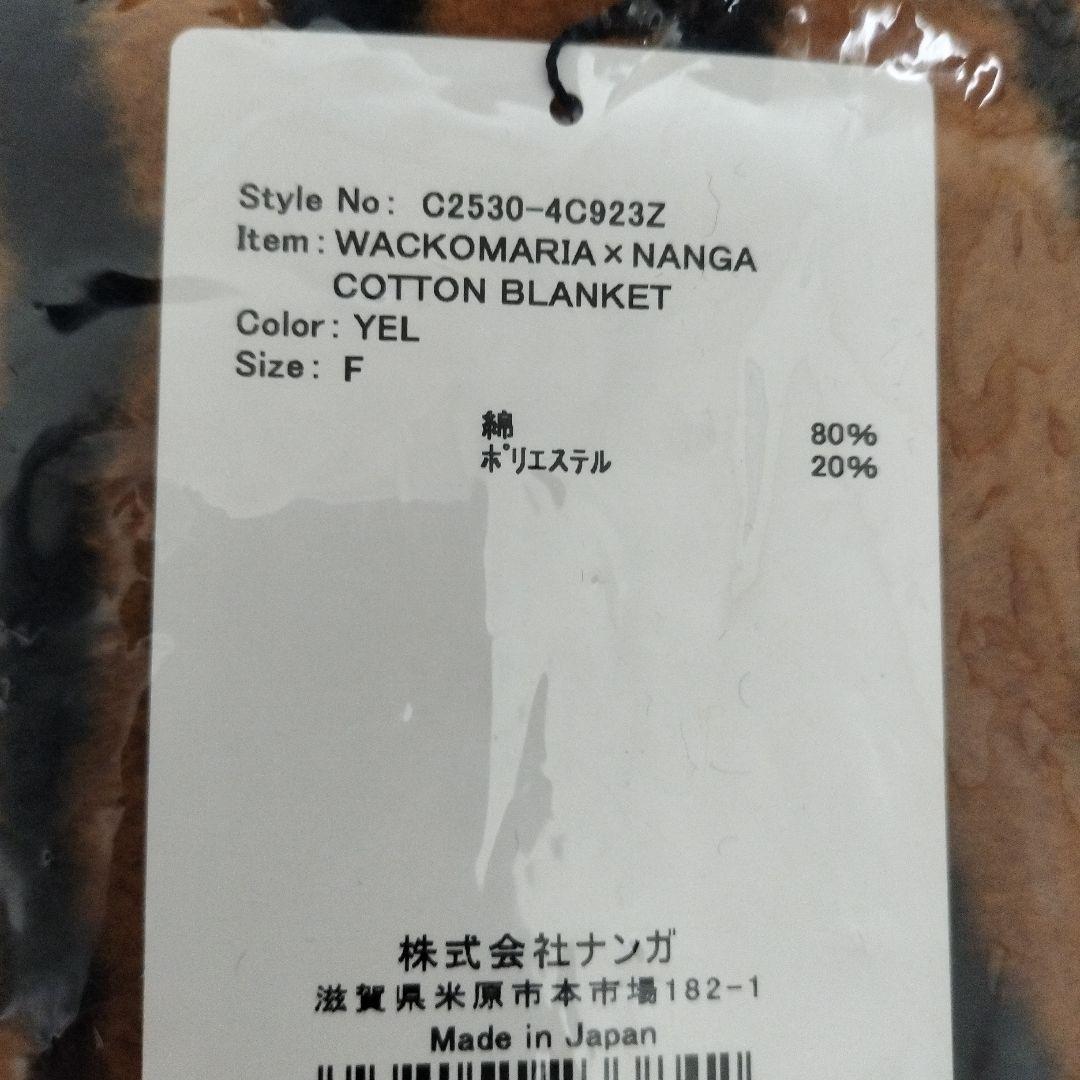 Style No: C2530-4C923Z
Item: WACKOMARIA×NANGA
COTTON BLANKET
Color: YEL
Size: F
綿 80%
ポリエステル 20%
株式会社ナンガ
滋賀県米原市本市場182-1
Made in Japan